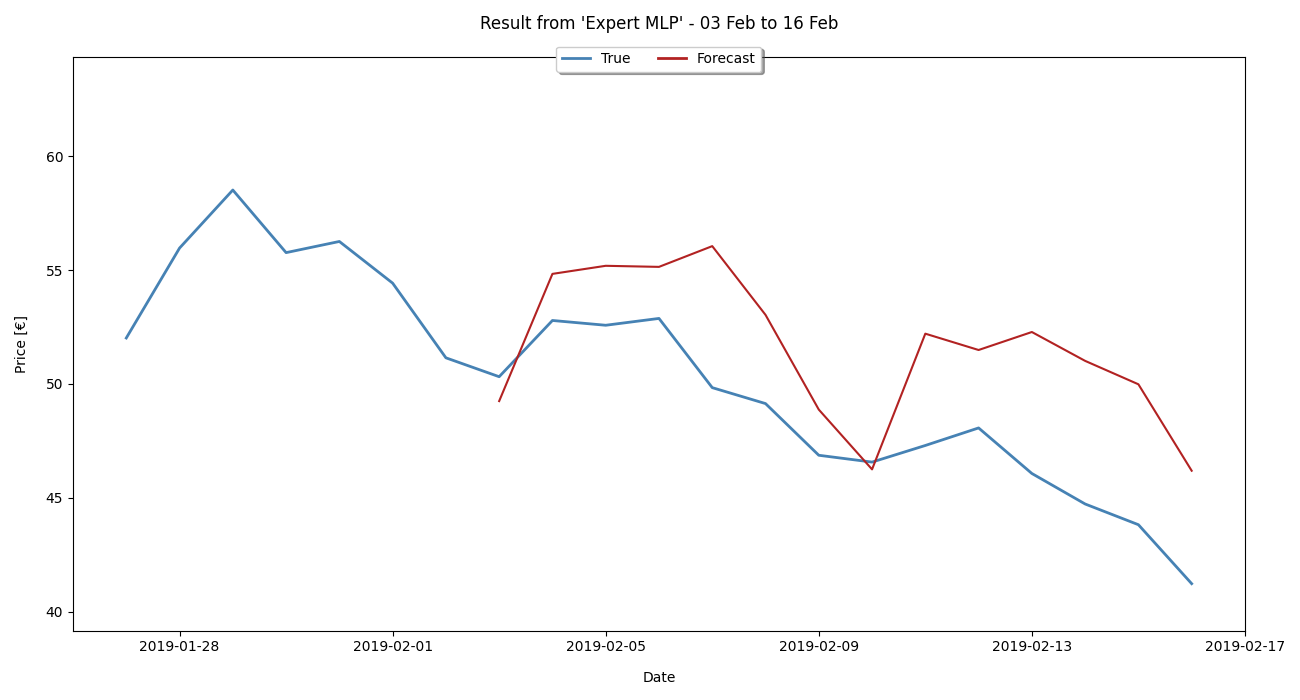 Result from 'Expert MLP' - 03 Feb to 16 Feb
True Forecast
60
55
50
45
40
Price [€]
2019-01-28 2019-02-01 2019-02-05 2019-02-09 2019-02-13 2019-02-17
Date